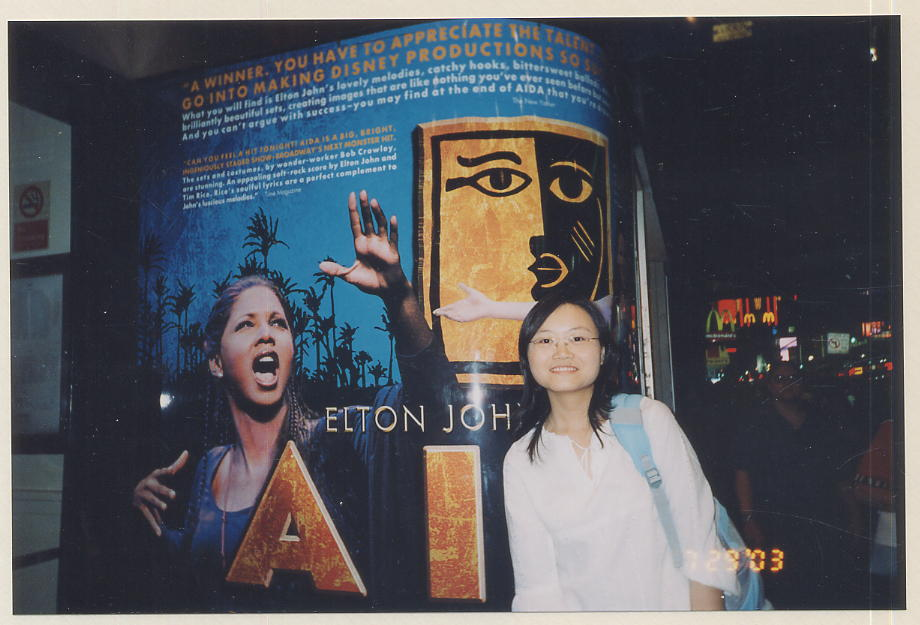 "A WINNER. YOU HAVE TO APPRECIATE THE TALENT
GO INTO MAKING DISNEY PRODUCTIONS SO
What you will find is Elton John's lovely melodies, catchy hooks, bittersweet
brilliantly beautiful sets, creating images that are like nothing you've ever seen before
And you can't argue with success–you may find at the end of AIDA that you're
The New Yorker
"CAN YOU FEEL A HIT TONIGHT? AIDA IS A BIG, BRIGHT,
INGENIOUSLY STAGED SHOW–BROADWAY'S NEXT MONSTER HIT.
The sets and costumes, by wonder-worker Bob Crowley,
are stunning. An appealing soft-rock score by Elton John and
Tim Rice. Rice's soulful lyrics are a perfect complement to
John's luscious melodies." Time Magazine
ELTON JOH
AI
7 29 '03